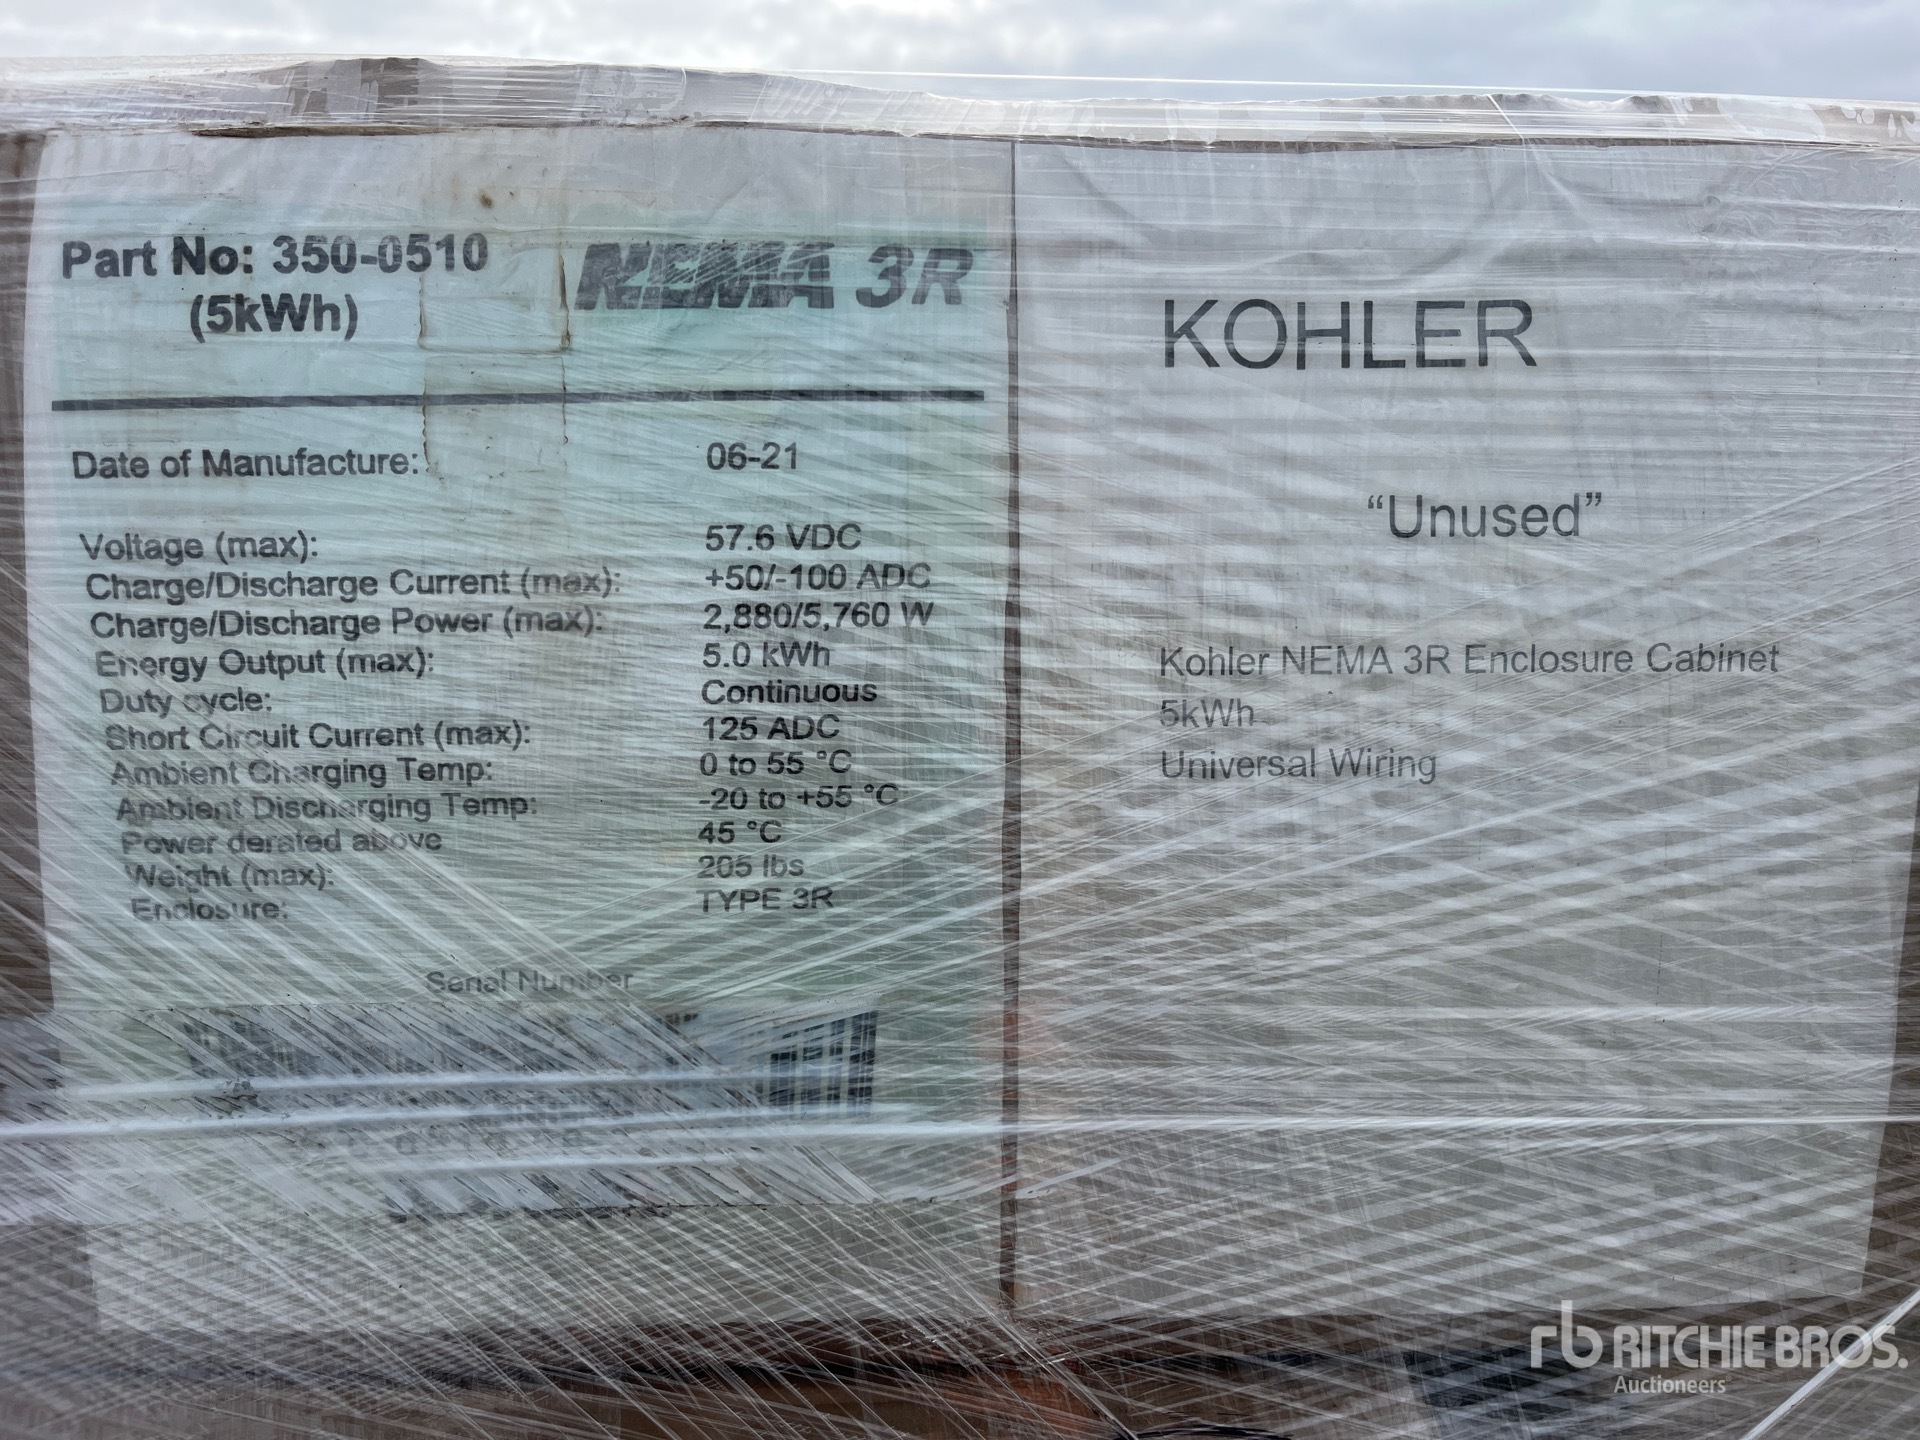 Part No: 350-0510
(5kWh)
NEMA 3R
Date of Manufacture: 06-21
Voltage (max): 57.6 VDC
Charge/Discharge Current (max): +50/-100 ADC
Charge/Discharge Power (max): 2,880/5,760 W
Energy Output (max): 5.0 kWh
Duty cycle: Continuous
Short Circuit Current (max): 125 ADC
Ambient Charging Temp: 0 to 55 °C
Ambient Discharging Temp: -20 to +55 °C
Power derated above 45 °C
Weight (max): 205 lbs
Enclosure: TYPE 3R
Serial Number
KOHLER
“Unused”
Kohler NEMA 3R Enclosure Cabinet
5kWh
Universal Wiring
rb RITCHIE BROS.
Auctioneers